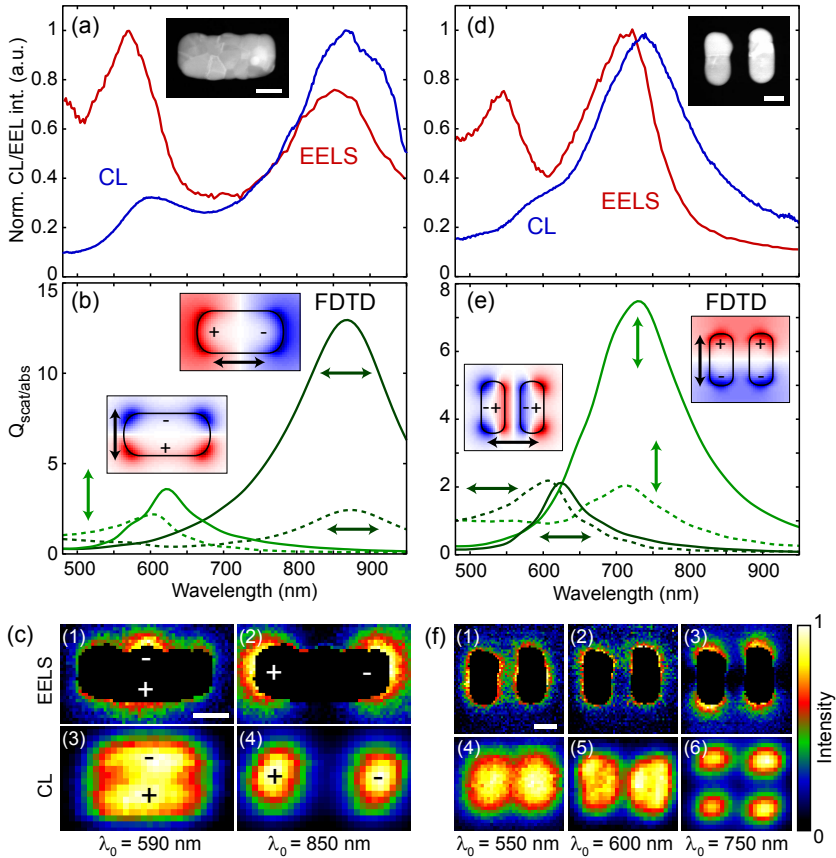 (a)
Norm. CL/EEL int. (a.u.)
1
0.8
0.6
0.4
0.2
0
CL
EELS
(d)
1
0.8
0.6
0.4
0.2
0
CL
EELS
(b)
FDTD
Q_scat/abs
15
10
5
0
+ -
-
+
500 600 700 800 900
Wavelength (nm)
(e)
FDTD
8
6
4
2
0
- + - +
+ +
- -
500 600 700 800 900
Wavelength (nm)
(c)
EELS
(1)
-
+
(2)
+ -
CL
(3)
-
+
(4)
+ -
λ₀ = 590 nm
λ₀ = 850 nm
(f)
(1)
(2)
(3)
(4)
(5)
(6)
λ₀ = 550 nm
λ₀ = 600 nm
λ₀ = 750 nm
1
Intensity
0